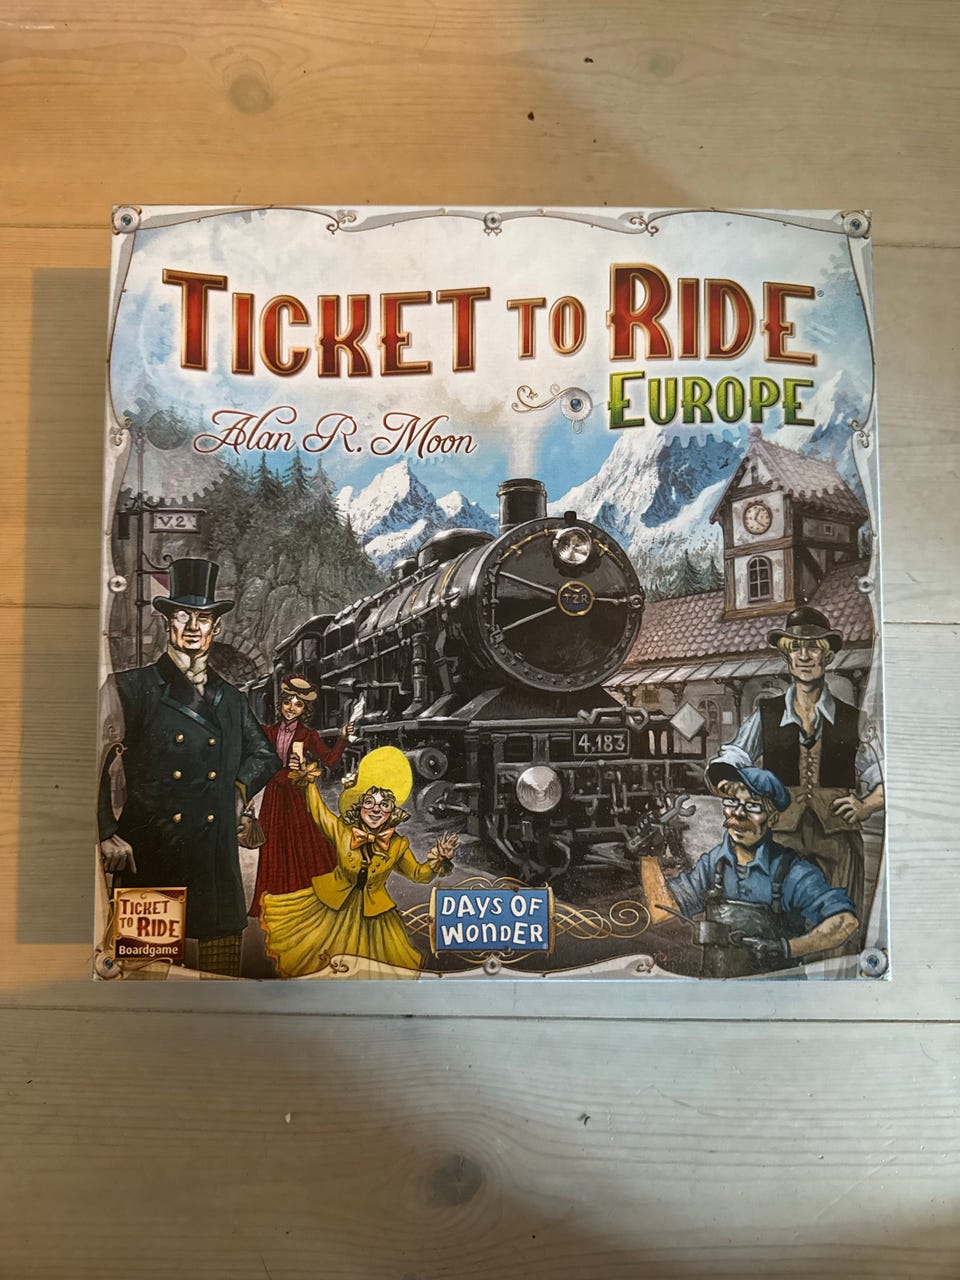 TICKET TO RIDE®
EUROPE
Alan R. Moon
V2
TZR
4,183
TICKET
TO RIDE
Boardgame
DAYS OF
WONDER